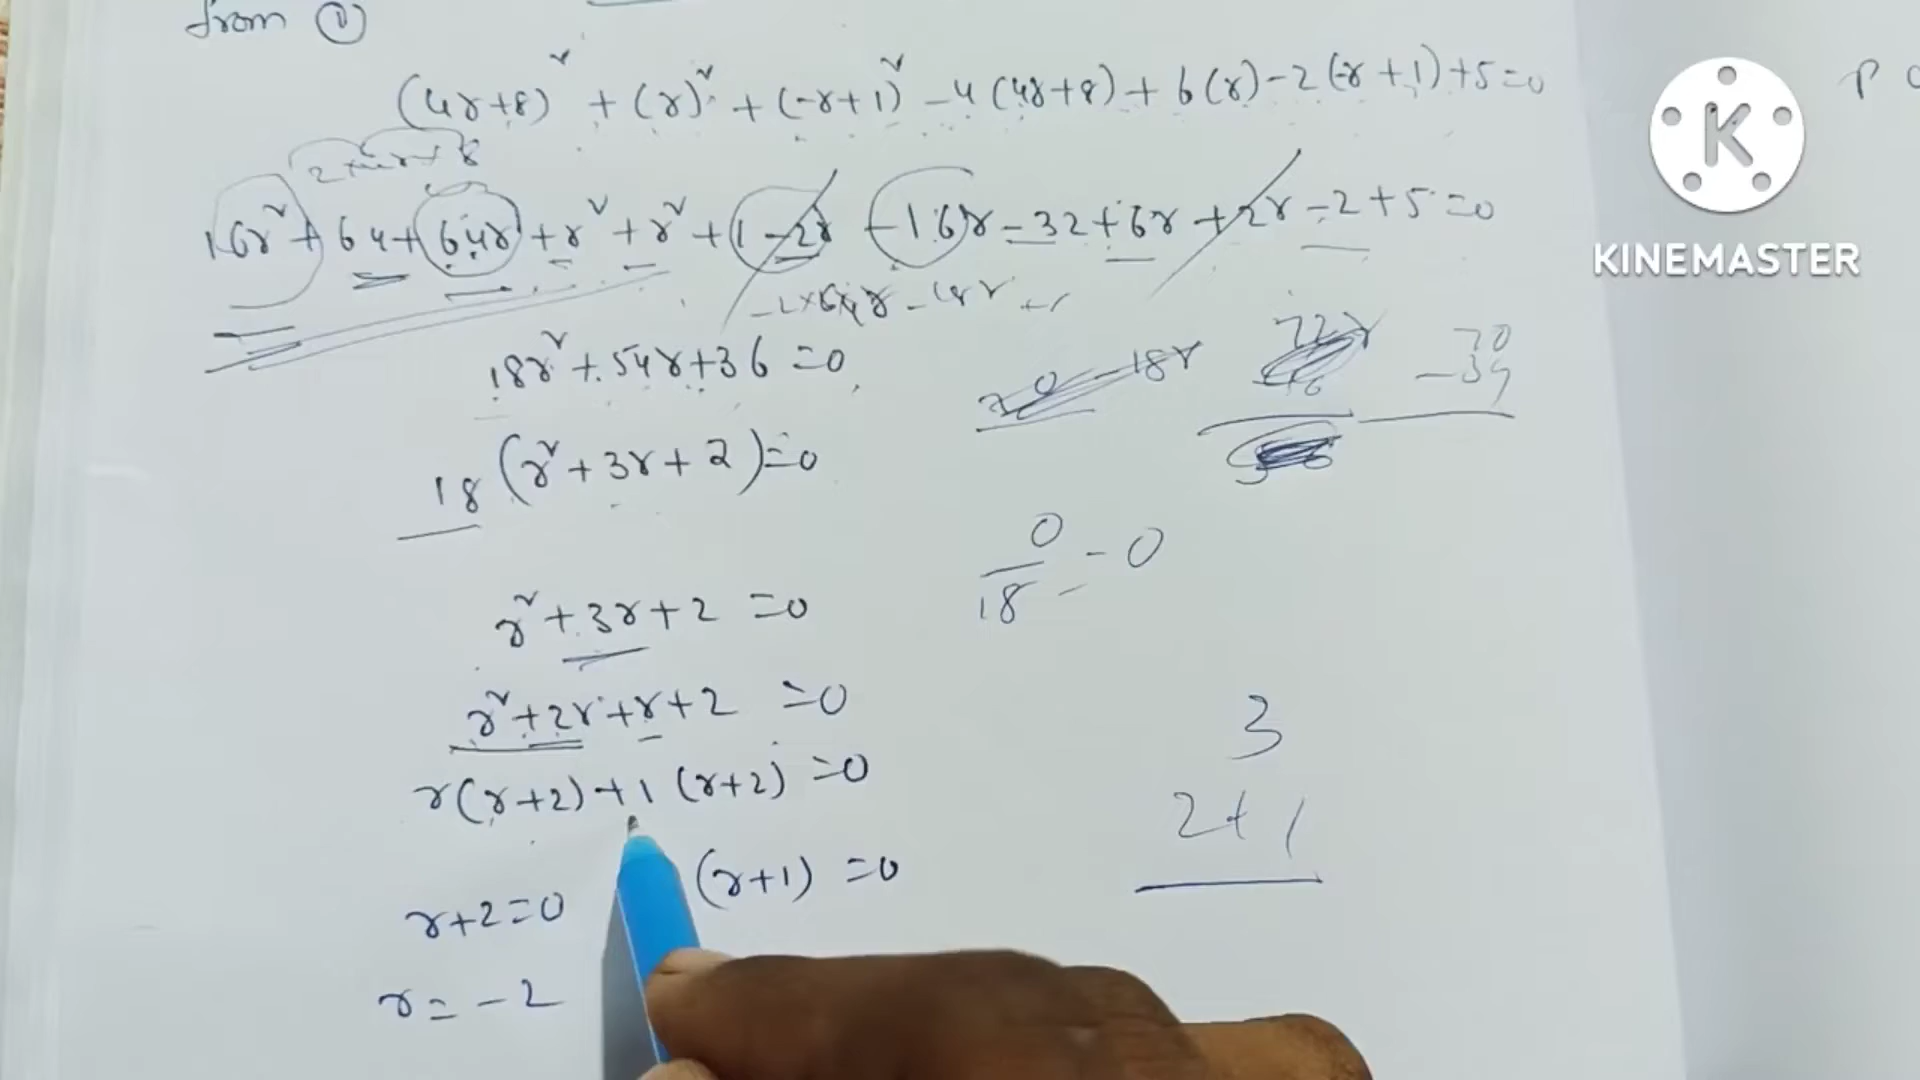 from ①
(4r+8)² + (r)² + (-r+1)² - 4(4r+8) + 6(r) - 2(-r+1) + 5 = 0
P
16r² + 64 + 64r + r² + r² + 1 - 2r - 16r - 32 + 6r + 2r - 2 + 5 = 0
KINEMASTER
18r² + 54r + 36 = 0
-18r
70
18(r² + 3r + 2) = 0
0/18 = 0
r² + 3r + 2 = 0
r² + 2r + r + 2 = 0
3
r(r+2) + 1(r+2) = 0
2+1
r+2=0 (r+1) = 0
r = -2